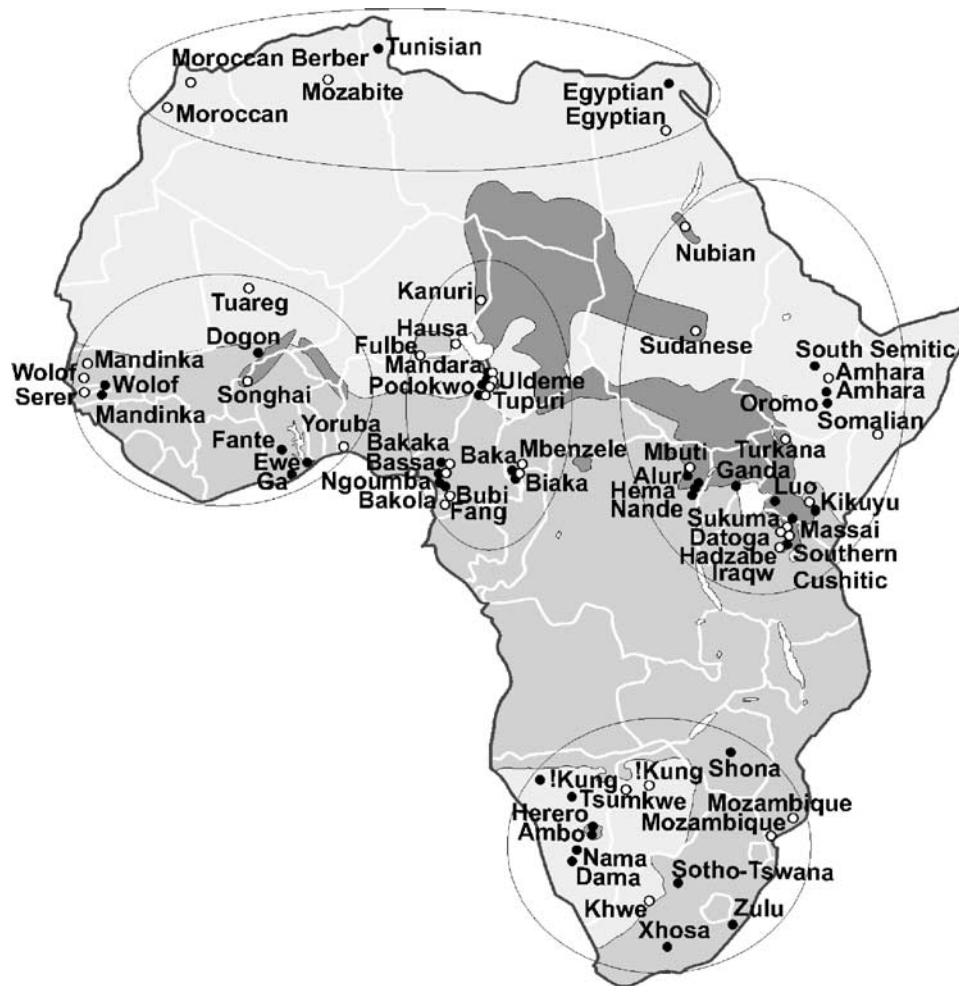 Tunisian
Moroccan Berber
Mozabite
Moroccan
Egyptian
Egyptian
Nubian
Tuareg
Kanuri
Dogon
Hausa
Fulbe
Sudanese
Mandinka
Mandara
South Semitic
Wolof
Wolof
Podokwo
Uldeme
Amhara
Serer
Songhai
Tupuri
Amhara
Mandinka
Oromo
Somalian
Yoruba
Fante
Bakaka
Mbenzele
Turkana
Ewe
Bassa
Baka
Mbuti
Ga
Ngoumba
Biaka
Alur
Ganda
Bakola
Bubi
Hema
Luo
Kikuyu
Fang
Nande
Sukuma
Massai
Datoga
Hadzabe
Southern
Iraqw
Cushitic
!Kung
!Kung
Shona
Tsumkwe
Mozambique
Herero
Mozambique
Ambo
Nama
Dama
Sotho-Tswana
Khwe
Zulu
Xhosa